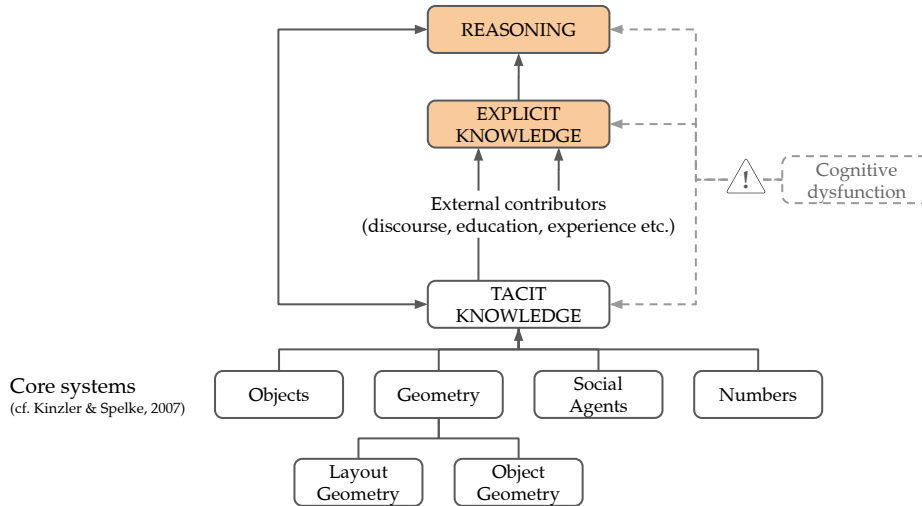 REASONING
EXPLICIT
KNOWLEDGE
!
Cognitive
dysfunction
External contributors
(discourse, education, experience etc.)
TACIT
KNOWLEDGE
Core systems
(cf. Kinzler & Spelke, 2007)
Objects
Geometry
Social
Agents
Numbers
Layout
Geometry
Object
Geometry